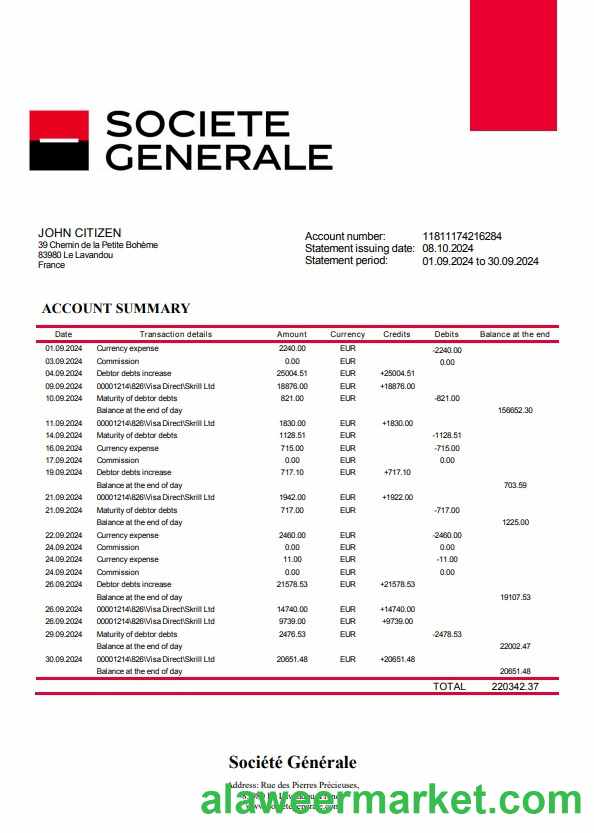 SOCIETE
GENERALE
JOHN CITIZEN
39 Chemin de la Petite Bohème
83980 Le Lavandou
France
Account number: 11811174216284
Statement issuing date: 08.10.2024
Statement period: 01.09.2024 to 30.09.2024
ACCOUNT SUMMARY
Date Transaction details Amount Currency Credits Debits Balance at the end
01.09.2024 Currency expense 2240.00 EUR -2240.00
03.09.2024 Commission 0.00 EUR 0.00
04.09.2024 Debtor debts increase 25004.51 EUR +25004.51
09.09.2024 00001214\826\Visa Direct\Skrill Ltd 18876.00 EUR +18876.00
10.09.2024 Maturity of debtor debts 821.00 EUR -821.00
Balance at the end of day 156652.30
11.09.2024 00001214\826\Visa Direct\Skrill Ltd 1830.00 EUR +1830.00
14.09.2024 Maturity of debtor debts 1128.51 EUR -1128.51
16.09.2024 Currency expense 715.00 EUR -715.00
17.09.2024 Commission 0.00 EUR 0.00
19.09.2024 Debtor debts increase 717.10 EUR +717.10
Balance at the end of day 703.59
21.09.2024 00001214\826\Visa Direct\Skrill Ltd 1942.00 EUR +1922.00
21.09.2024 Maturity of debtor debts 717.00 EUR -717.00
Balance at the end of day 1225.00
22.09.2024 Currency expense 2460.00 EUR -2460.00
24.09.2024 Commission 0.00 EUR 0.00
24.09.2024 Currency expense 11.00 EUR -11.00
24.09.2024 Commission 0.00 EUR 0.00
26.09.2024 Debtor debts increase 21578.53 EUR +21578.53
Balance at the end of day 19107.53
26.09.2024 00001214\826\Visa Direct\Skrill Ltd 14740.00 EUR +14740.00
26.09.2024 00001214\826\Visa Direct\Skrill Ltd 9739.00 EUR +9739.00
29.09.2024 Maturity of debtor debts 2476.53 EUR -2478.53
Balance at the end of day 22002.47
30.09.2024 00001214\826\Visa Direct\Skrill Ltd 20651.48 EUR +20651.48
Balance at the end of day 20651.48
TOTAL 220342.37
Société Générale
Address: Rue des Pierres Précieuses,
alaweermarket.com